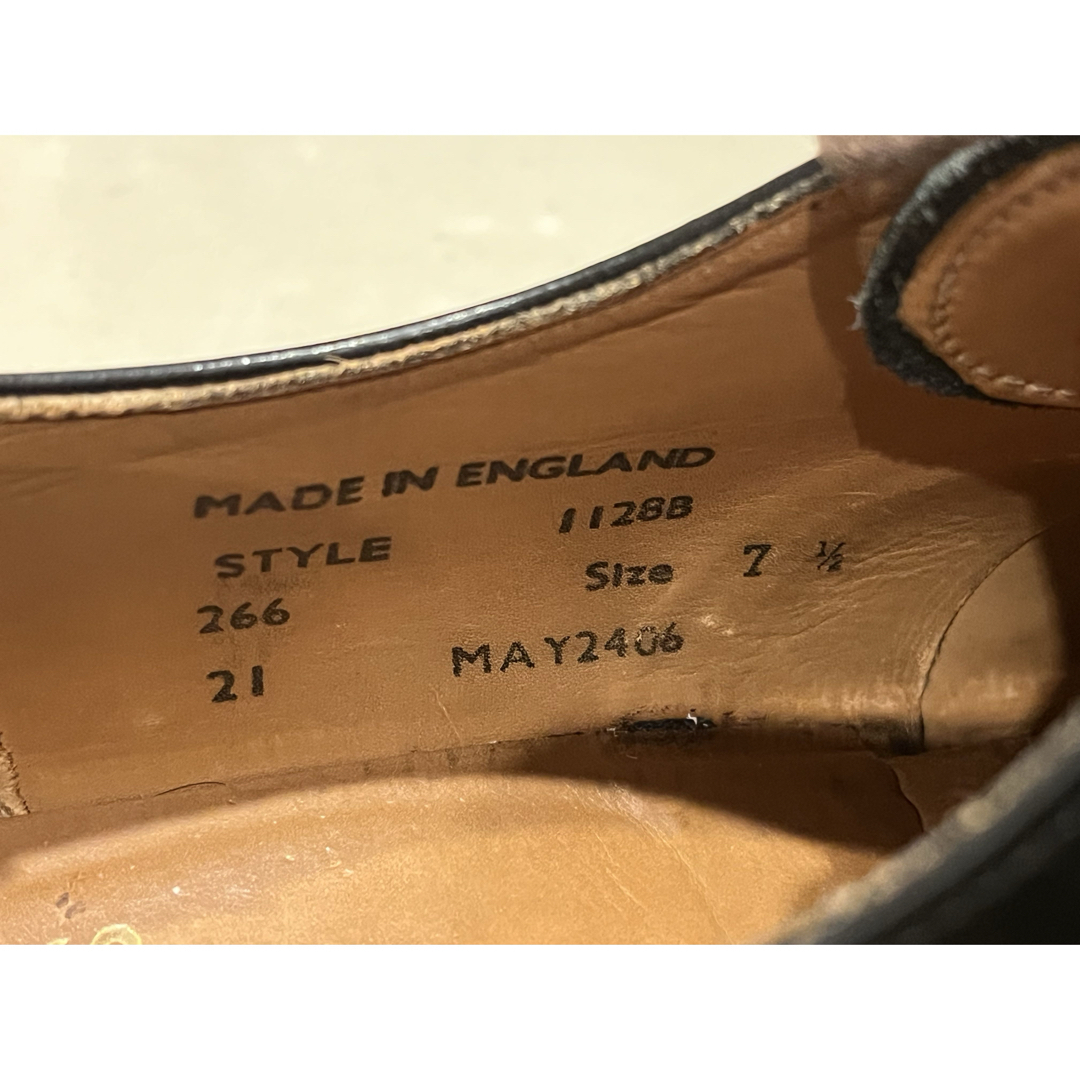 MADE IN ENGLAND
STYLE 1128B
266 Size 7 ½
21 MAY2406